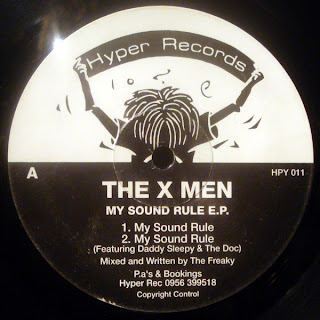 Hyper Records
A
HPY 011
THE X MEN
MY SOUND RULE E.P.
1. My Sound Rule
2. My Sound Rule
(Featuring Daddy Sleepy & The Doc)
Mixed and Written by The Freaky
P.a's & Bookings
Hyper Rec 0956 399518
Copyright Control